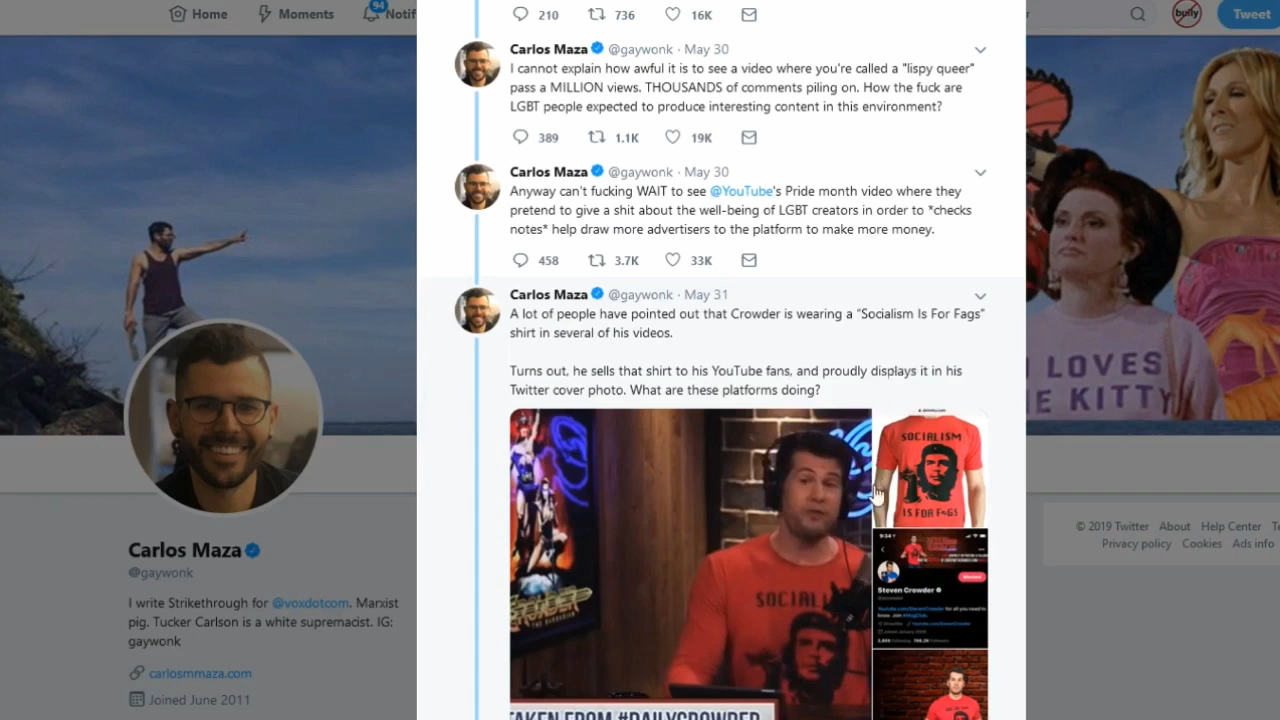 Home
Moments
94
Notif
bully
Tweet
210
736
16K
Carlos Maza @gaywonk · May 30
I cannot explain how awful it is to see a video where you're called a "lispy queer"
pass a MILLION views. THOUSANDS of comments piling on. How the fuck are
LGBT people expected to produce interesting content in this environment?
389
1.1K
19K
Carlos Maza @gaywonk · May 30
Anyway can't fucking WAIT to see @YouTube's Pride month video where they
pretend to give a shit about the well-being of LGBT creators in order to *checks
notes* help draw more advertisers to the platform to make more money.
458
3.7K
33K
Carlos Maza @gaywonk · May 31
A lot of people have pointed out that Crowder is wearing a "Socialism Is For Fags"
shirt in several of his videos.
Turns out, he sells that shirt to his YouTube fans, and proudly displays it in his
Twitter cover photo. What are these platforms doing?
SOCIALI
TAKEN FROM #DAILYCROWDER
SOCIALISM
IS FOR F*GS
9:34
Steven Crowder
LOVES
E KITTY
Carlos Maza
@gaywonk
I write Strikethrough for @voxdotcom. Marxist
pig. Tucker Carlson is a white supremacist. IG:
gaywonk
carlosmmaza.com
Joined June 2011
© 2019 Twitter About Help Center Te
Privacy policy Cookies Ads info